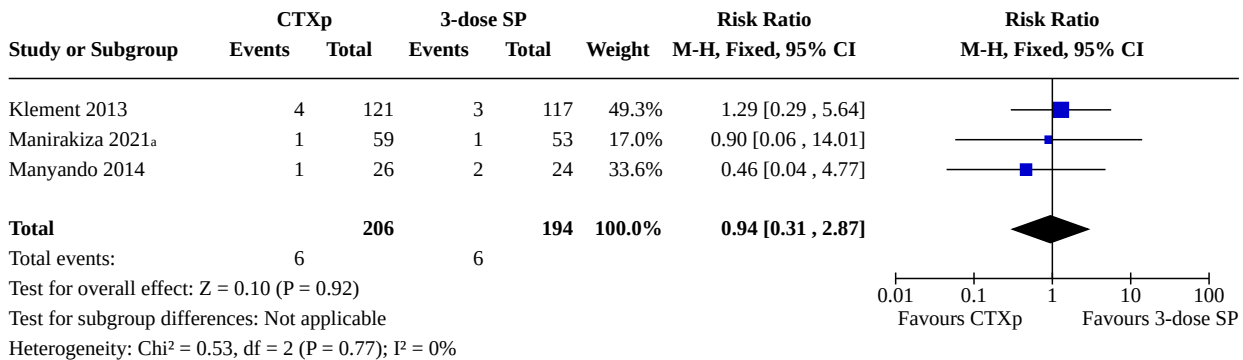 CTXp 3-dose SP Risk Ratio Risk Ratio
Study or Subgroup Events Total Events Total Weight M-H, Fixed, 95% CI M-H, Fixed, 95% CI
Klement 2013 4 121 3 117 49.3% 1.29 [0.29 , 5.64]
Manirakiza 2021a 1 59 1 53 17.0% 0.90 [0.06 , 14.01]
Manyando 2014 1 26 2 24 33.6% 0.46 [0.04 , 4.77]
Total 206 194 100.0% 0.94 [0.31 , 2.87]
Total events: 6 6
Test for overall effect: Z = 0.10 (P = 0.92)
Test for subgroup differences: Not applicable
Heterogeneity: Chi² = 0.53, df = 2 (P = 0.77); I² = 0%
0.01 0.1 1 10 100
Favours CTXp Favours 3-dose SP